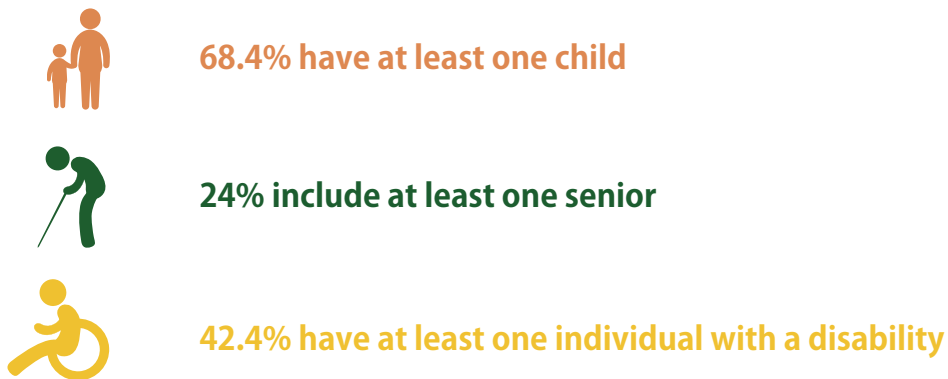 68.4% have at least one child
24% include at least one senior
42.4% have at least one individual with a disability